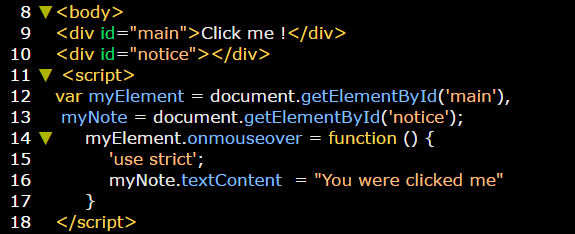 8 ▼ <body>
9 <div id="main">Click me !</div>
10 <div id="notice"></div>
11 ▼ <script>
12 var myElement = document.getElementById('main'),
13 myNote = document.getElementById('notice');
14 ▼ myElement.onmouseover = function () {
15 'use strict';
16 myNote.textContent = "You were clicked me"
17 }
18 </script>